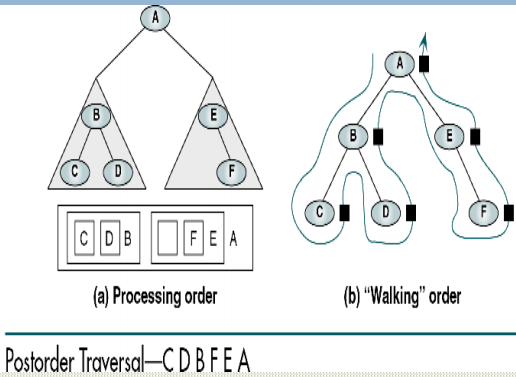 A
B
E
C
D
F
C D B F E A
(a) Processing order
A
B
E
C
D
F
(b) “Walking” order
Postorder Traversal—C D B F E A